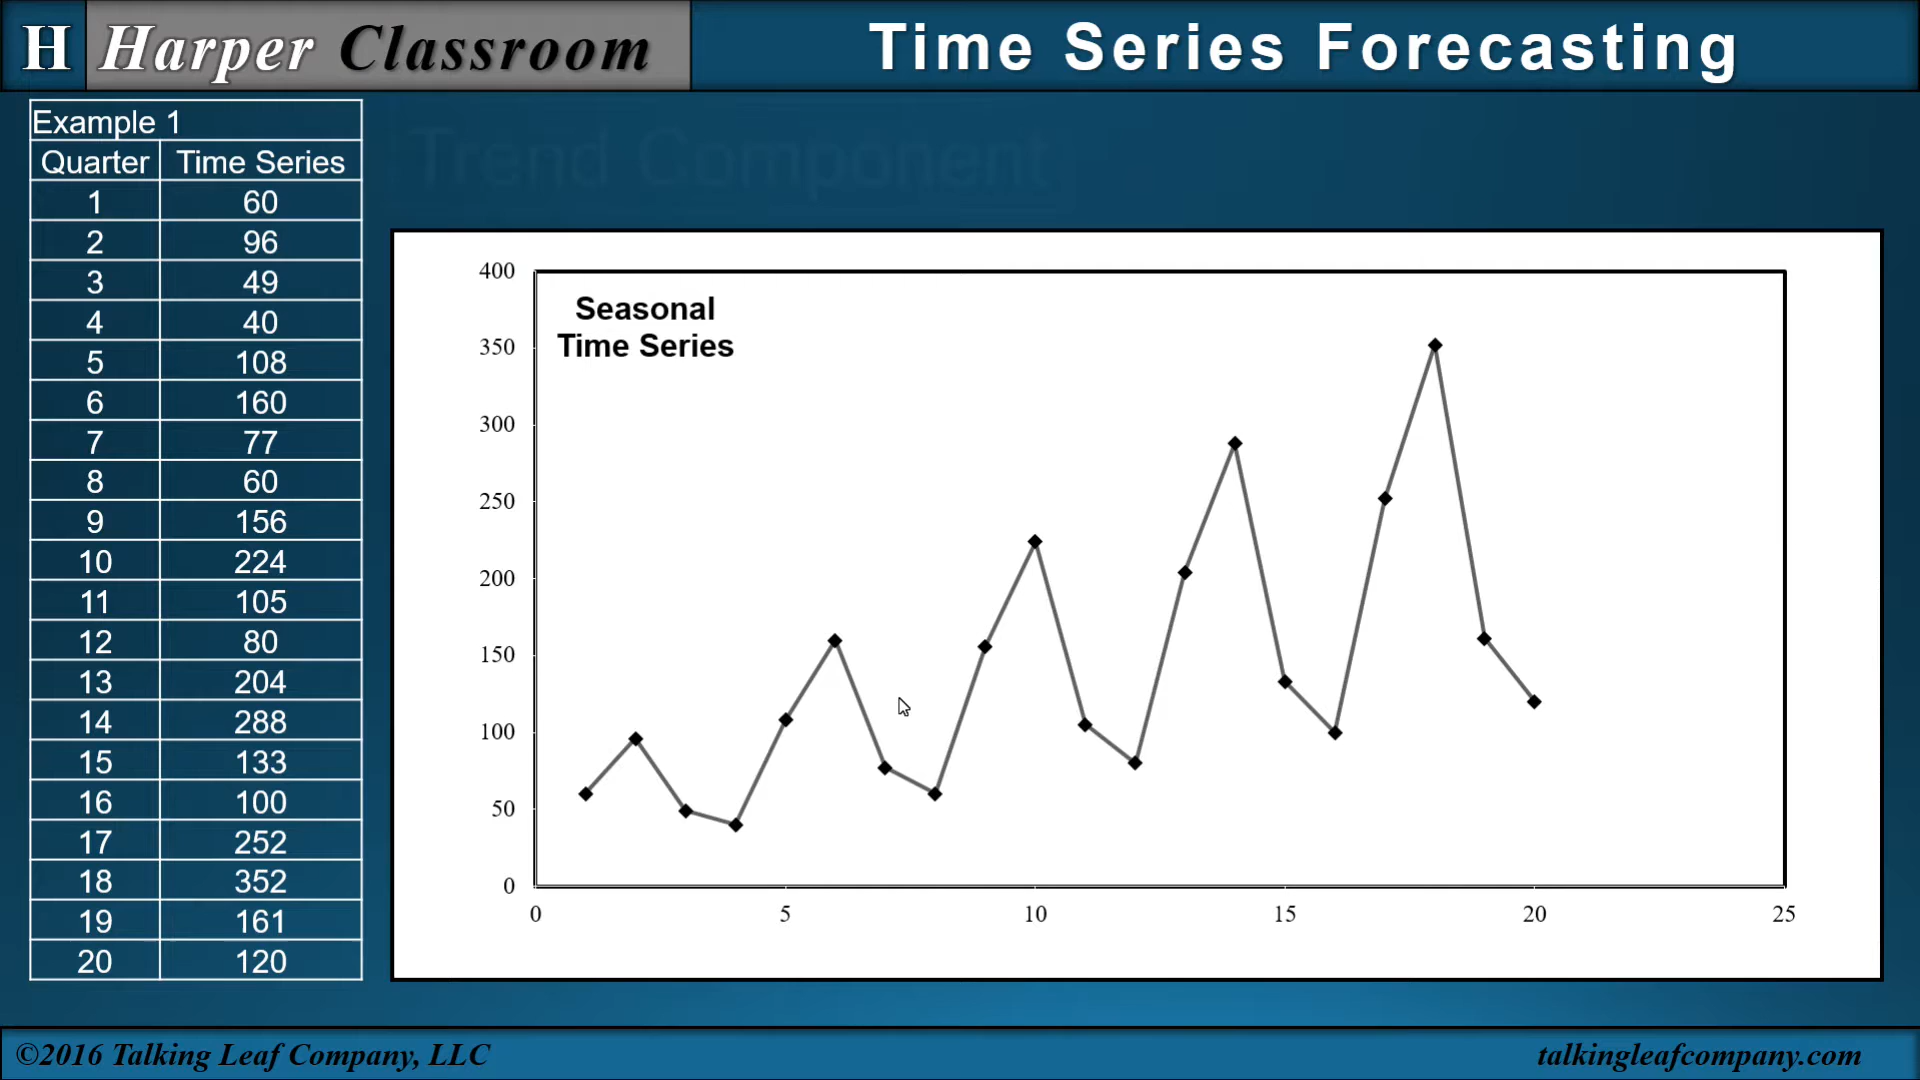 H Harper Classroom
Time Series Forecasting
Trend Component
Example 1
Quarter Time Series
1 60
2 96
3 49
4 40
5 108
6 160
7 77
8 60
9 156
10 224
11 105
12 80
13 204
14 288
15 133
16 100
17 252
18 352
19 161
20 120
Seasonal
Time Series
400
350
300
250
200
150
100
50
0
0 5 10 15 20 25
©2016 Talking Leaf Company, LLC
talkingleafcompany.com